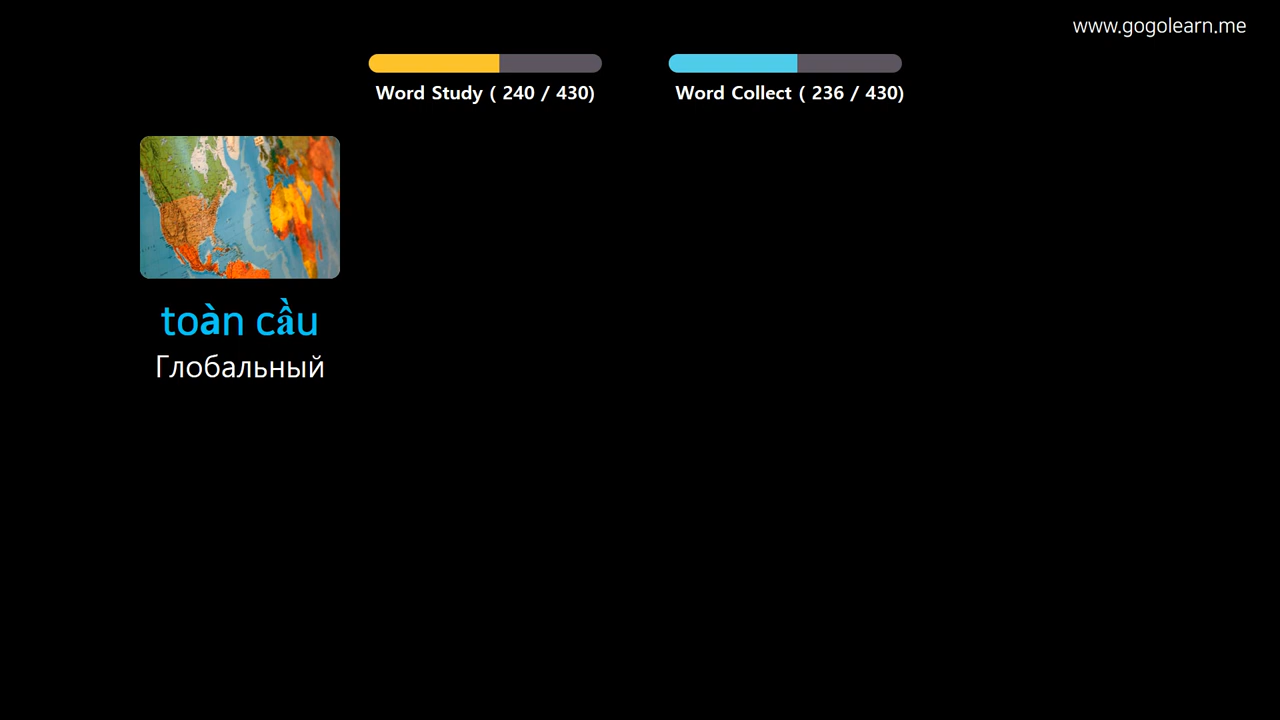 www.gogolearn.me
Word Study ( 240 / 430)
Word Collect ( 236 / 430)
toàn cầu
Глобальный